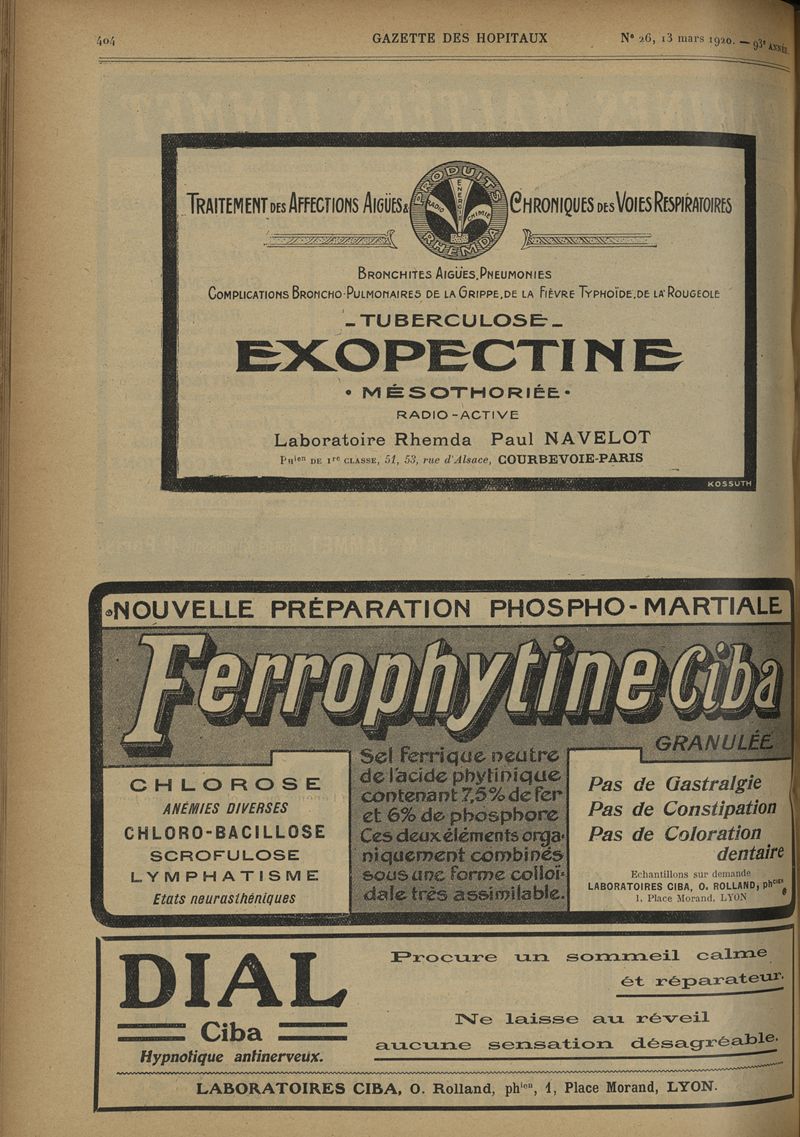 404 GAZETTE DES HOPITAUX N° 26, 13 mars 1920. — 93e ANNÉE
TRAITEMENT DES AFFECTIONS AIGÜES & CHRONIQUES DES VOIES RESPIRATOIRES
PRODUITS
ENERGIE
RADIO CHIMIE
RHEMDA
BRONCHITES AIGÜES, PNEUMONIES
COMPLICATIONS BRONCHO-PULMONAIRES DE LA GRIPPE, DE LA FIÈVRE TYPHOÏDE, DE LA ROUGEOLE
- TUBERCULOSE -
EXOPECTINE
• MÉSOTHORIÉE •
RADIO-ACTIVE
Laboratoire Rhemda Paul NAVELOT
Phien DE 1re CLASSE, 51, 53, rue d'Alsace, COURBEVOIE-PARIS
KOSSUTH
NOUVELLE PRÉPARATION PHOSPHO-MARTIALE
Ferrophytine Ciba
GRANULÉE
CHLOROSE
ANÉMIES DIVERSES
CHLORO-BACILLOSE
SCROFULOSE
LYMPHATISME
Etats neurasthéniques
Sel ferrique neutre
de l'acide phytinique
contenant 7,5% de fer
et 6% de phosphore
Ces deux éléments orga-
niquement combinés
sous une forme colloï-
dale très assimilable.
Pas de Gastralgie
Pas de Constipation
Pas de Coloration
dentaire
Echantillons sur demande
LABORATOIRES CIBA, O. ROLLAND, phcien
1, Place Morand, LYON
DIAL
Ciba
Hypnotique antinerveux.
Procure un sommeil calme
ét réparateur.
Ne laisse au réveil
aucune sensation désagréable.
LABORATOIRES CIBA, O. Rolland, phien, 1, Place Morand, LYON.